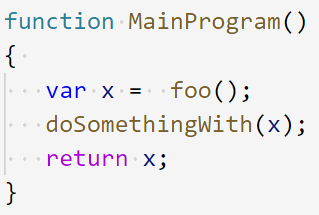 function MainProgram()
{
   var x =  foo();
   doSomethingWith(x);
   return x;
}